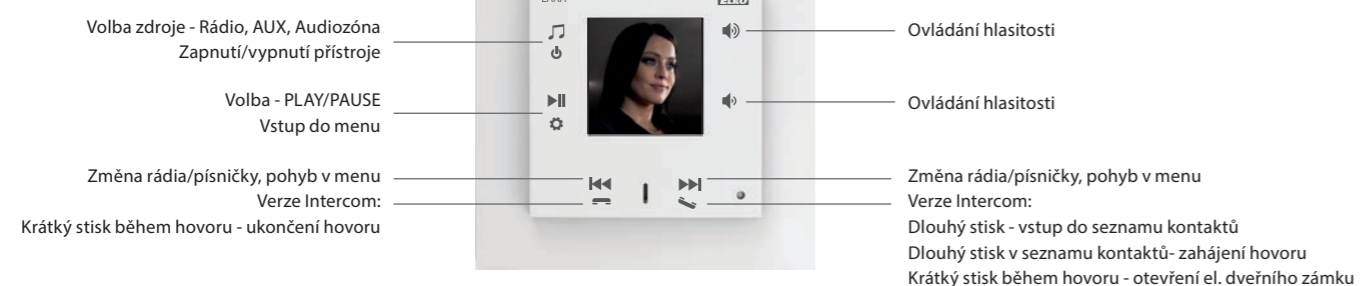 Volba zdroje - Rádio, AUX, Audiozóna
Zapnutí/vypnutí přístroje
Volba - PLAY/PAUSE
Vstup do menu
Změna rádia/písničky, pohyb v menu
Verze Intercom:
Krátký stisk během hovoru - ukončení hovoru
Ovládání hlasitosti
Ovládání hlasitosti
Změna rádia/písničky, pohyb v menu
Verze Intercom:
Dlouhý stisk - vstup do seznamu kontaktů
Dlouhý stisk v seznamu kontaktů- zahájení hovoru
Krátký stisk během hovoru - otevření el. dveřního zámku